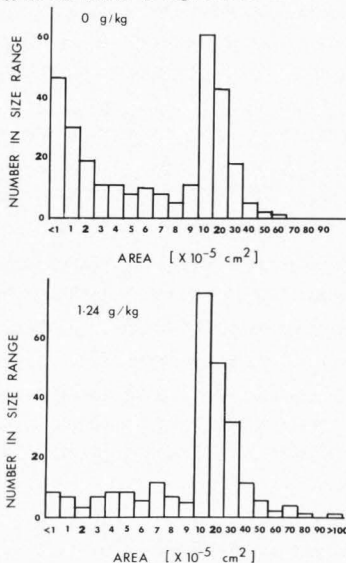 0 g/kg
NUMBER IN SIZE RANGE
60
40
20
0
<1 1 2 3 4 5 6 7 8 9 10 20 30 40 50 60 70 80 90
AREA [ X 10-5 cm2 ]
1·24 g/kg
NUMBER IN SIZE RANGE
60
40
20
0
<1 1 2 3 4 5 6 7 8 9 10 20 30 40 50 60 70 80 90 >100
AREA [ X 10-5 cm2 ]